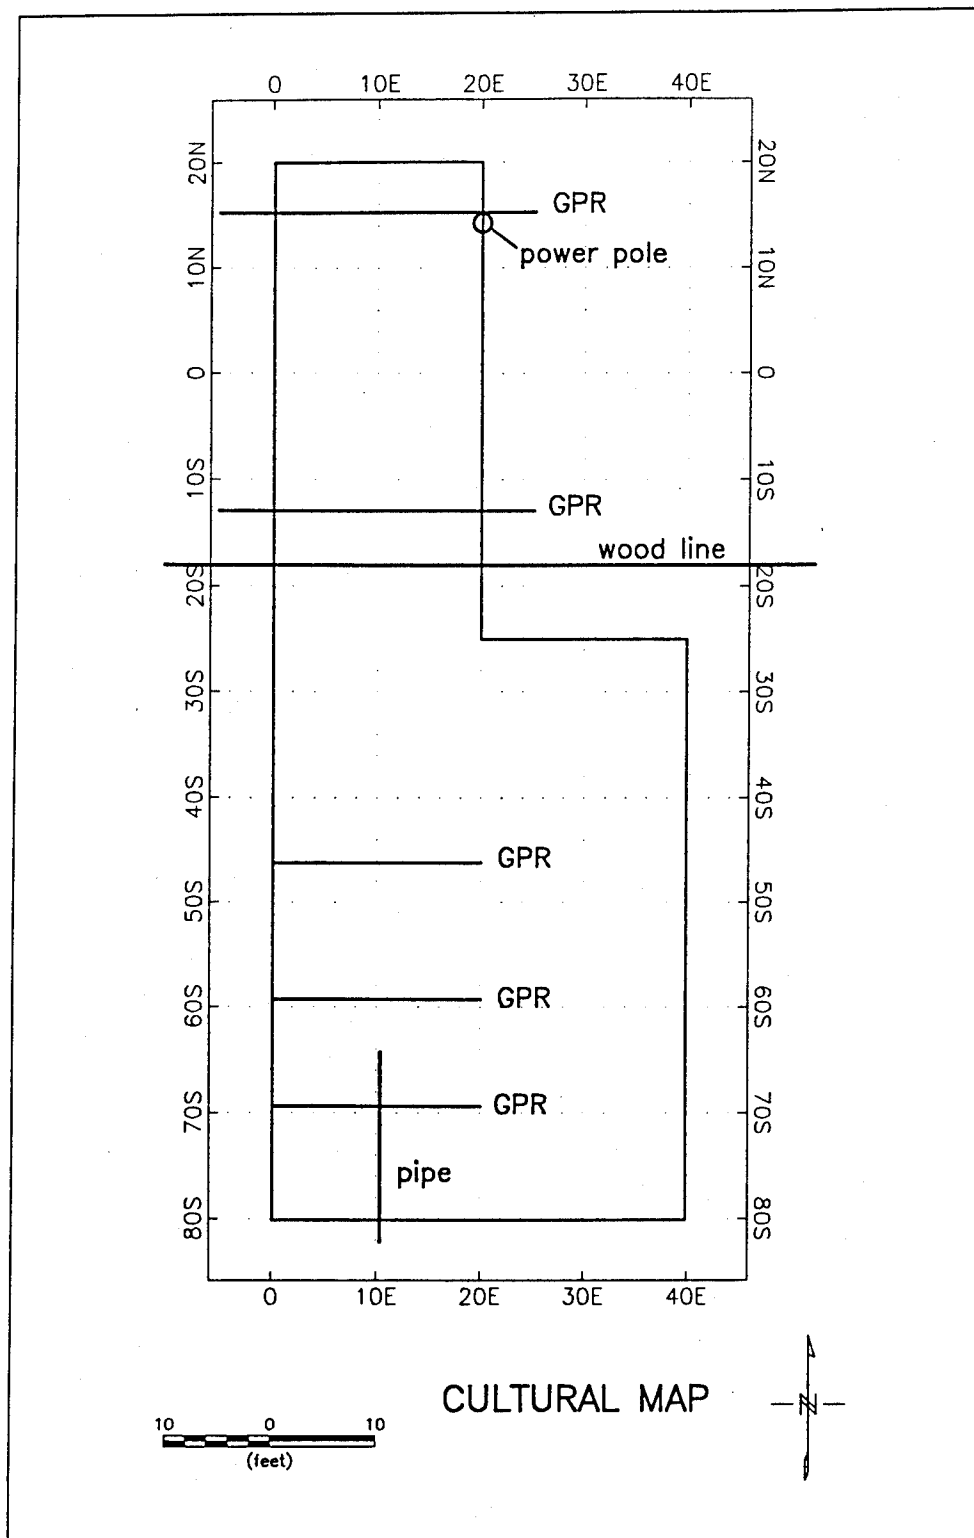 0 10E 20E 30E 40E
20N 20N
GPR
power pole
10N 10N
0 0
10S 10S
GPR
wood line
20S 20S
30S 30S
40S 40S
GPR
50S 50S
GPR
60S 60S
GPR
70S 70S
pipe
80S 80S
0 10E 20E 30E 40E
CULTURAL MAP
N
10 0 10
(feet)